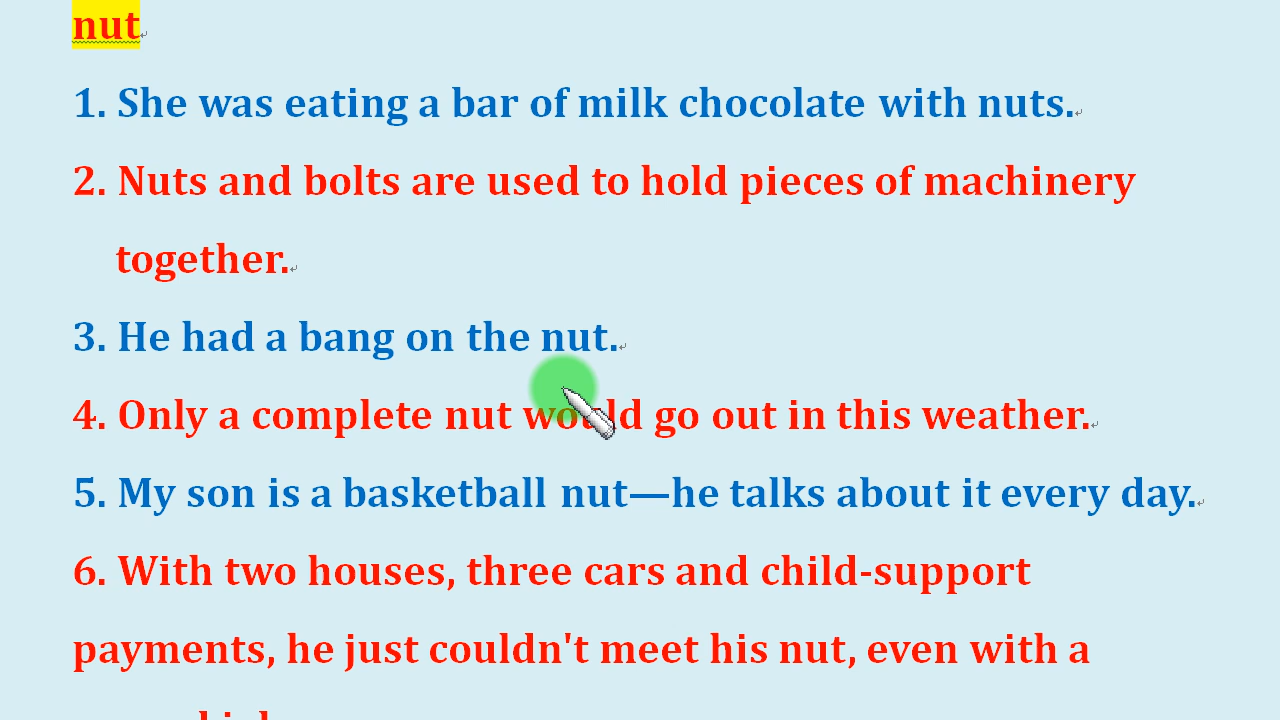 nut
1. She was eating a bar of milk chocolate with nuts.
2. Nuts and bolts are used to hold pieces of machinery
together.
3. He had a bang on the nut.
4. Only a complete nut would go out in this weather.
5. My son is a basketball nut—he talks about it every day.
6. With two houses, three cars and child-support
payments, he just couldn't meet his nut, even with a